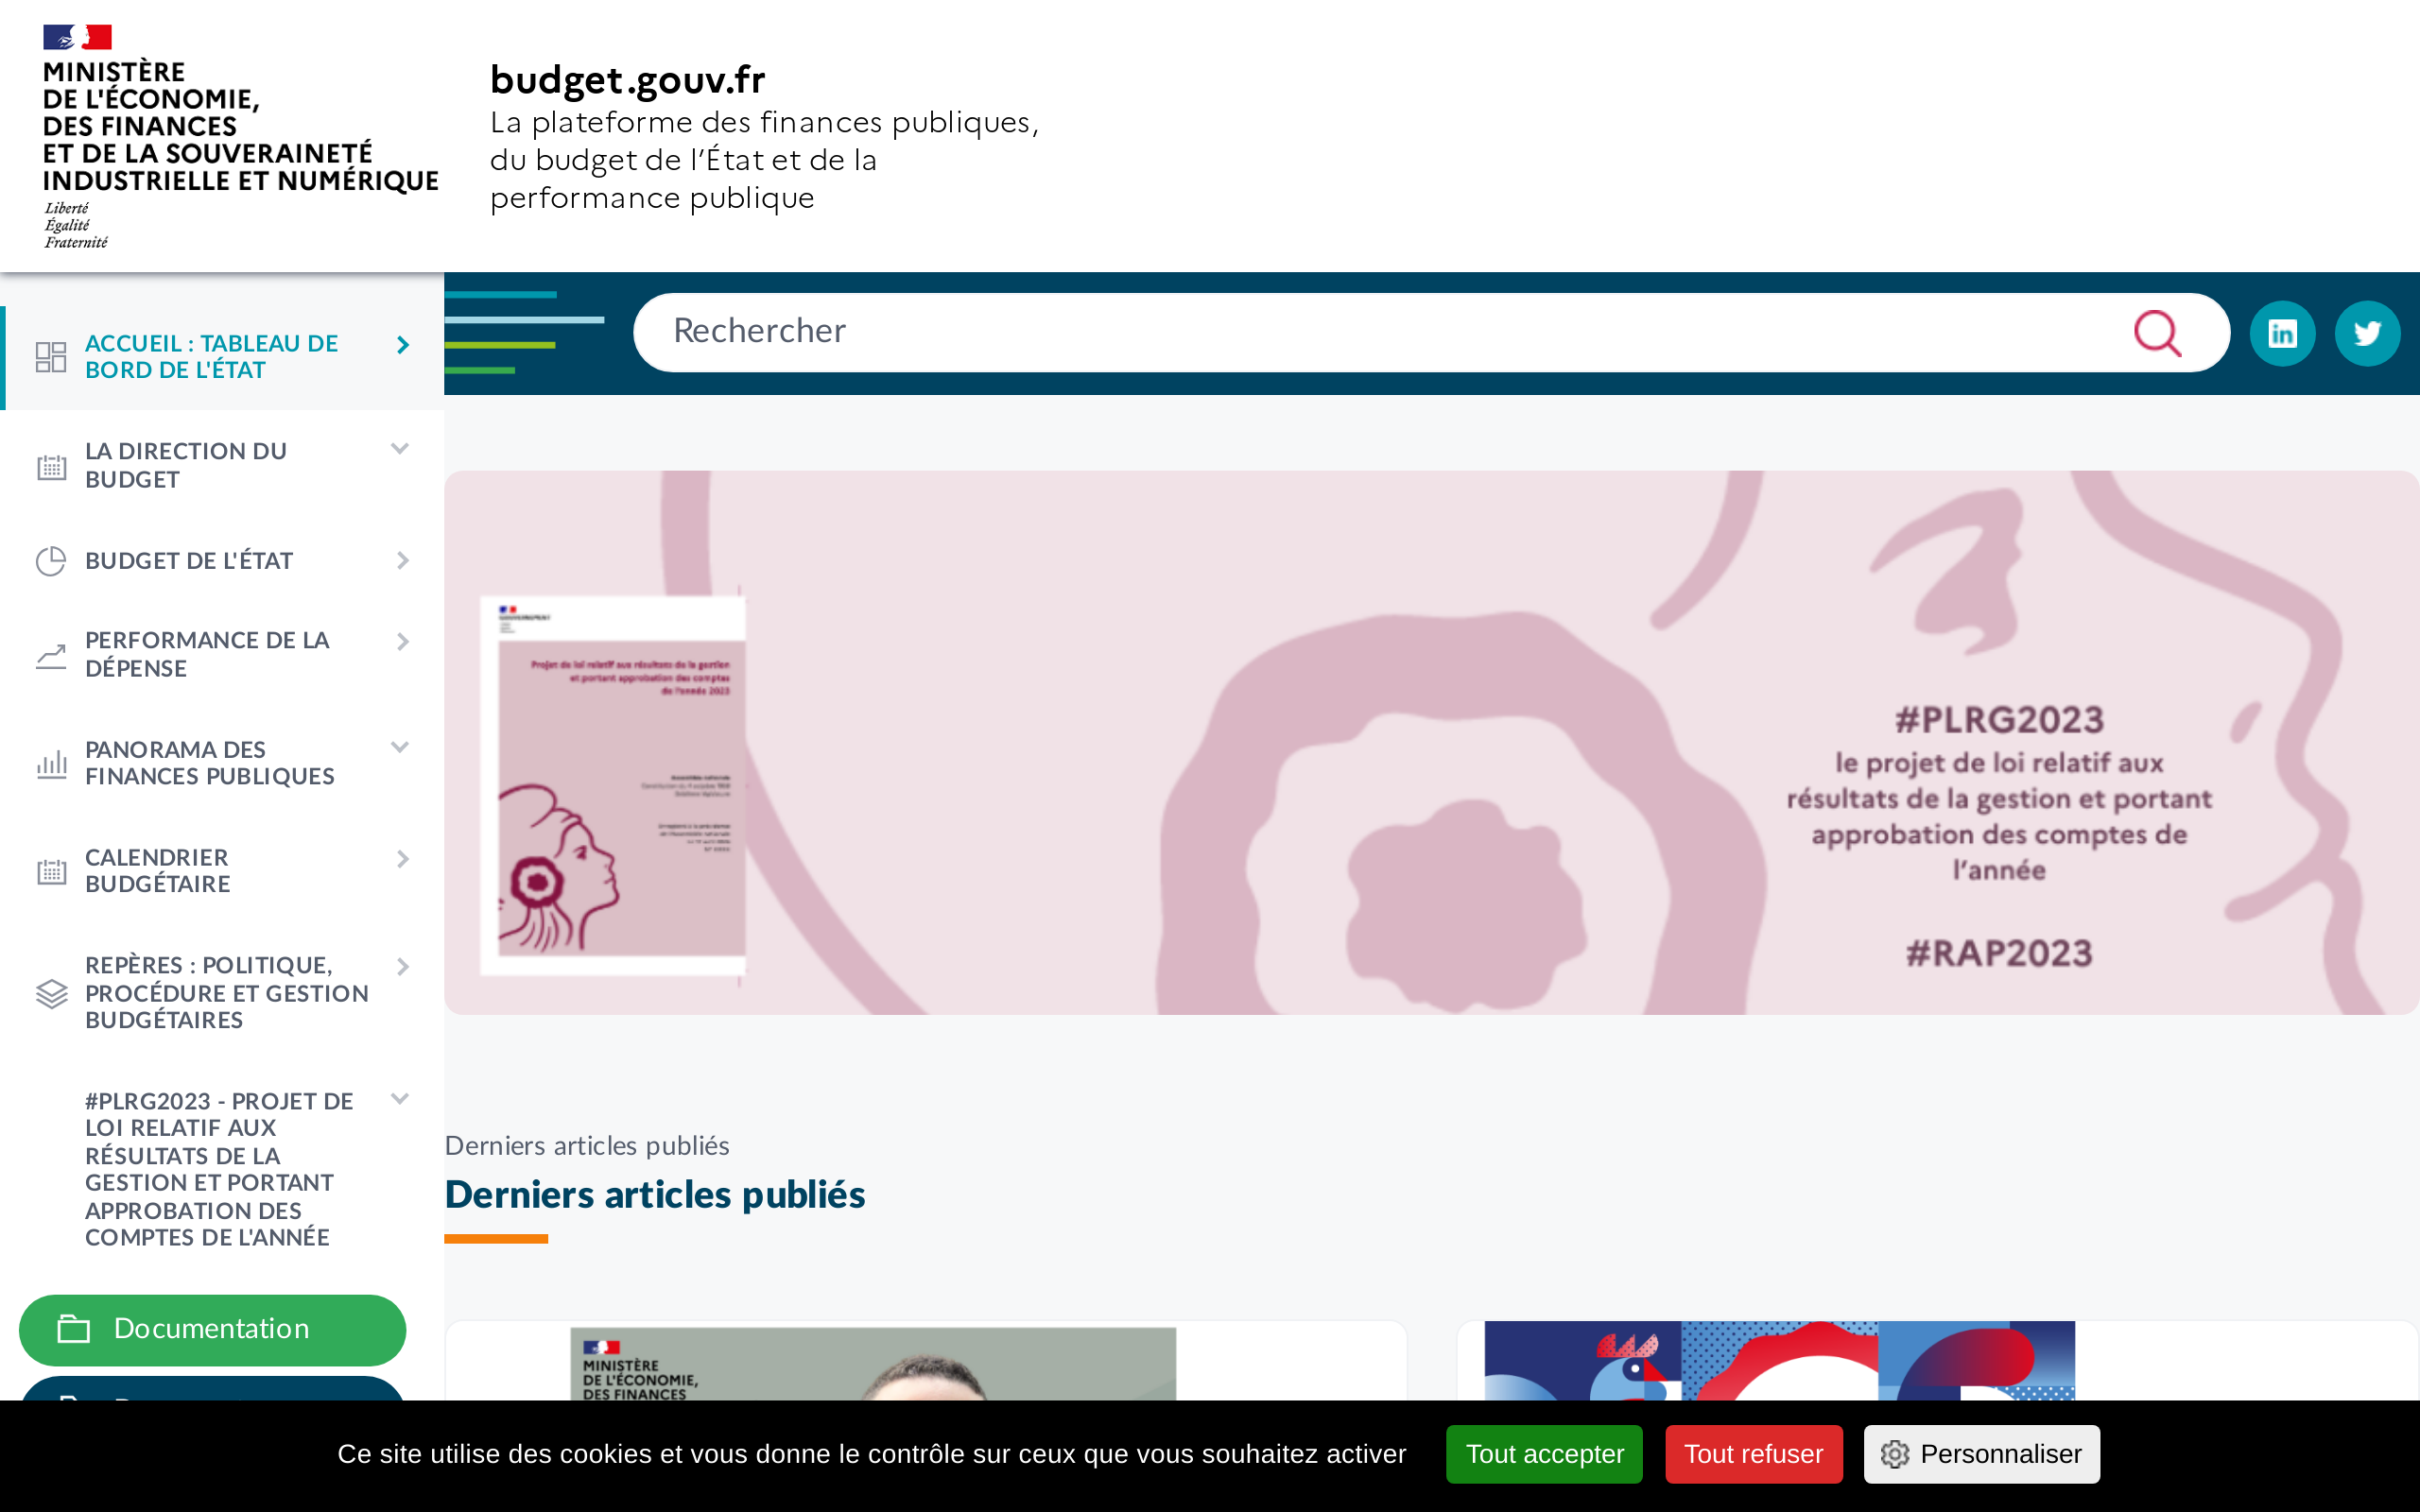 MINISTÈRE
DE L'ÉCONOMIE,
DES FINANCES
ET DE LA SOUVERAINETÉ
INDUSTRIELLE ET NUMÉRIQUE
Liberté
Égalité
Fraternité
budget.gouv.fr
La plateforme des finances publiques,
du budget de l'État et de la
performance publique
Rechercher
ACCUEIL : TABLEAU DE
BORD DE L'ÉTAT
LA DIRECTION DU
BUDGET
BUDGET DE L'ÉTAT
PERFORMANCE DE LA
DÉPENSE
PANORAMA DES
FINANCES PUBLIQUES
CALENDRIER
BUDGÉTAIRE
REPÈRES : POLITIQUE,
PROCÉDURE ET GESTION
BUDGÉTAIRES
#PLRG2023 - PROJET DE
LOI RELATIF AUX
RÉSULTATS DE LA
GESTION ET PORTANT
APPROBATION DES
COMPTES DE L'ANNÉE
Documentation
Projet de loi relatif aux résultats de la gestion
et portant approbation des comptes
de l'année 2023
#PLRG2023
le projet de loi relatif aux
résultats de la gestion et portant
approbation des comptes de
l'année
#RAP2023
Derniers articles publiés
Derniers articles publiés
MINISTÈRE
DE L'ÉCONOMIE,
DES FINANCES
Ce site utilise des cookies et vous donne le contrôle sur ceux que vous souhaitez activer
Tout accepter
Tout refuser
Personnaliser